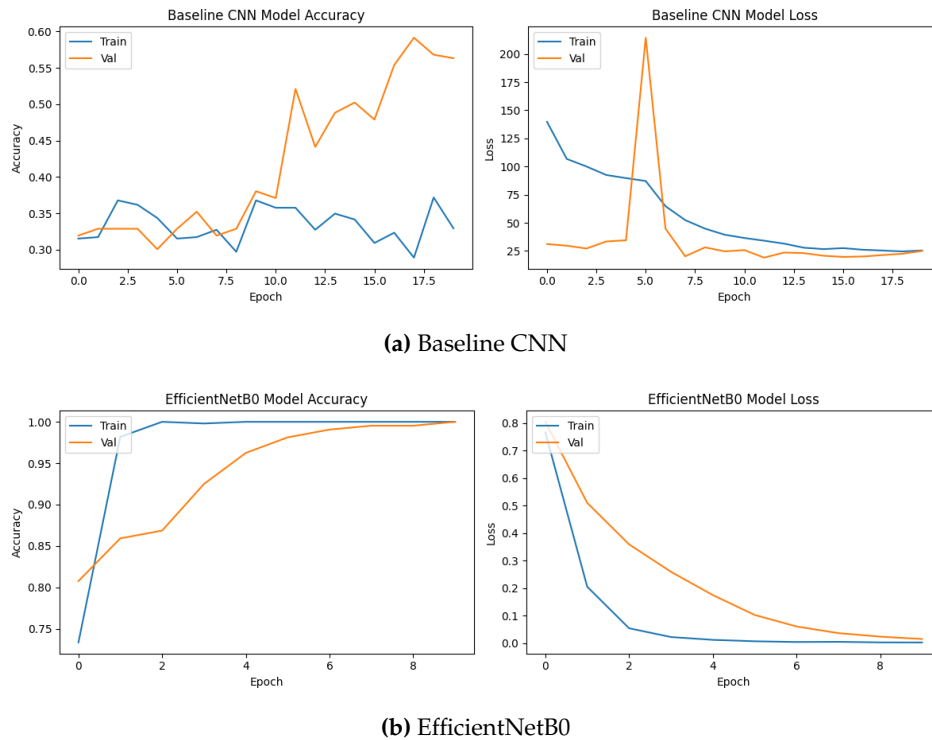 Baseline CNN Model Accuracy
Train
Val
0.60
0.55
0.50
0.45
0.40
0.35
0.30
Accuracy
0.0 2.5 5.0 7.5 10.0 12.5 15.0 17.5
Epoch
Baseline CNN Model Loss
Train
Val
200
175
150
125
100
75
50
25
Loss
0.0 2.5 5.0 7.5 10.0 12.5 15.0 17.5
Epoch
(a) Baseline CNN
EfficientNetB0 Model Accuracy
Train
Val
1.00
0.95
0.90
0.85
0.80
0.75
Accuracy
0 2 4 6 8
Epoch
EfficientNetB0 Model Loss
Train
Val
0.8
0.7
0.6
0.5
0.4
0.3
0.2
0.1
0.0
Loss
0 2 4 6 8
Epoch
(b) EfficientNetB0